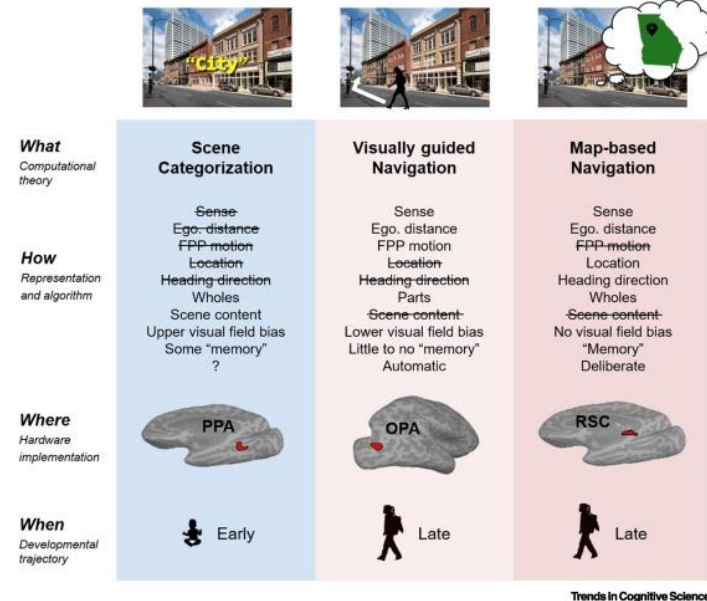 "City"
What
Computational
theory
Scene
Categorization
Visually guided
Navigation
Map-based
Navigation
How
Representation
and algorithm
Sense
Ego. distance
FPP motion
Location
Heading direction
Wholes
Scene content
Upper visual field bias
Some "memory"
?
Sense
Ego. distance
FPP motion
Location
Heading direction
Parts
Scene content
Lower visual field bias
Little to no "memory"
Automatic
Sense
Ego. distance
FPP motion
Location
Heading direction
Wholes
Scene content
No visual field bias
"Memory"
Deliberate
Where
Hardware
implementation
PPA
OPA
RSC
When
Developmental
trajectory
Early
Late
Late
Trends in Cognitive Sciences